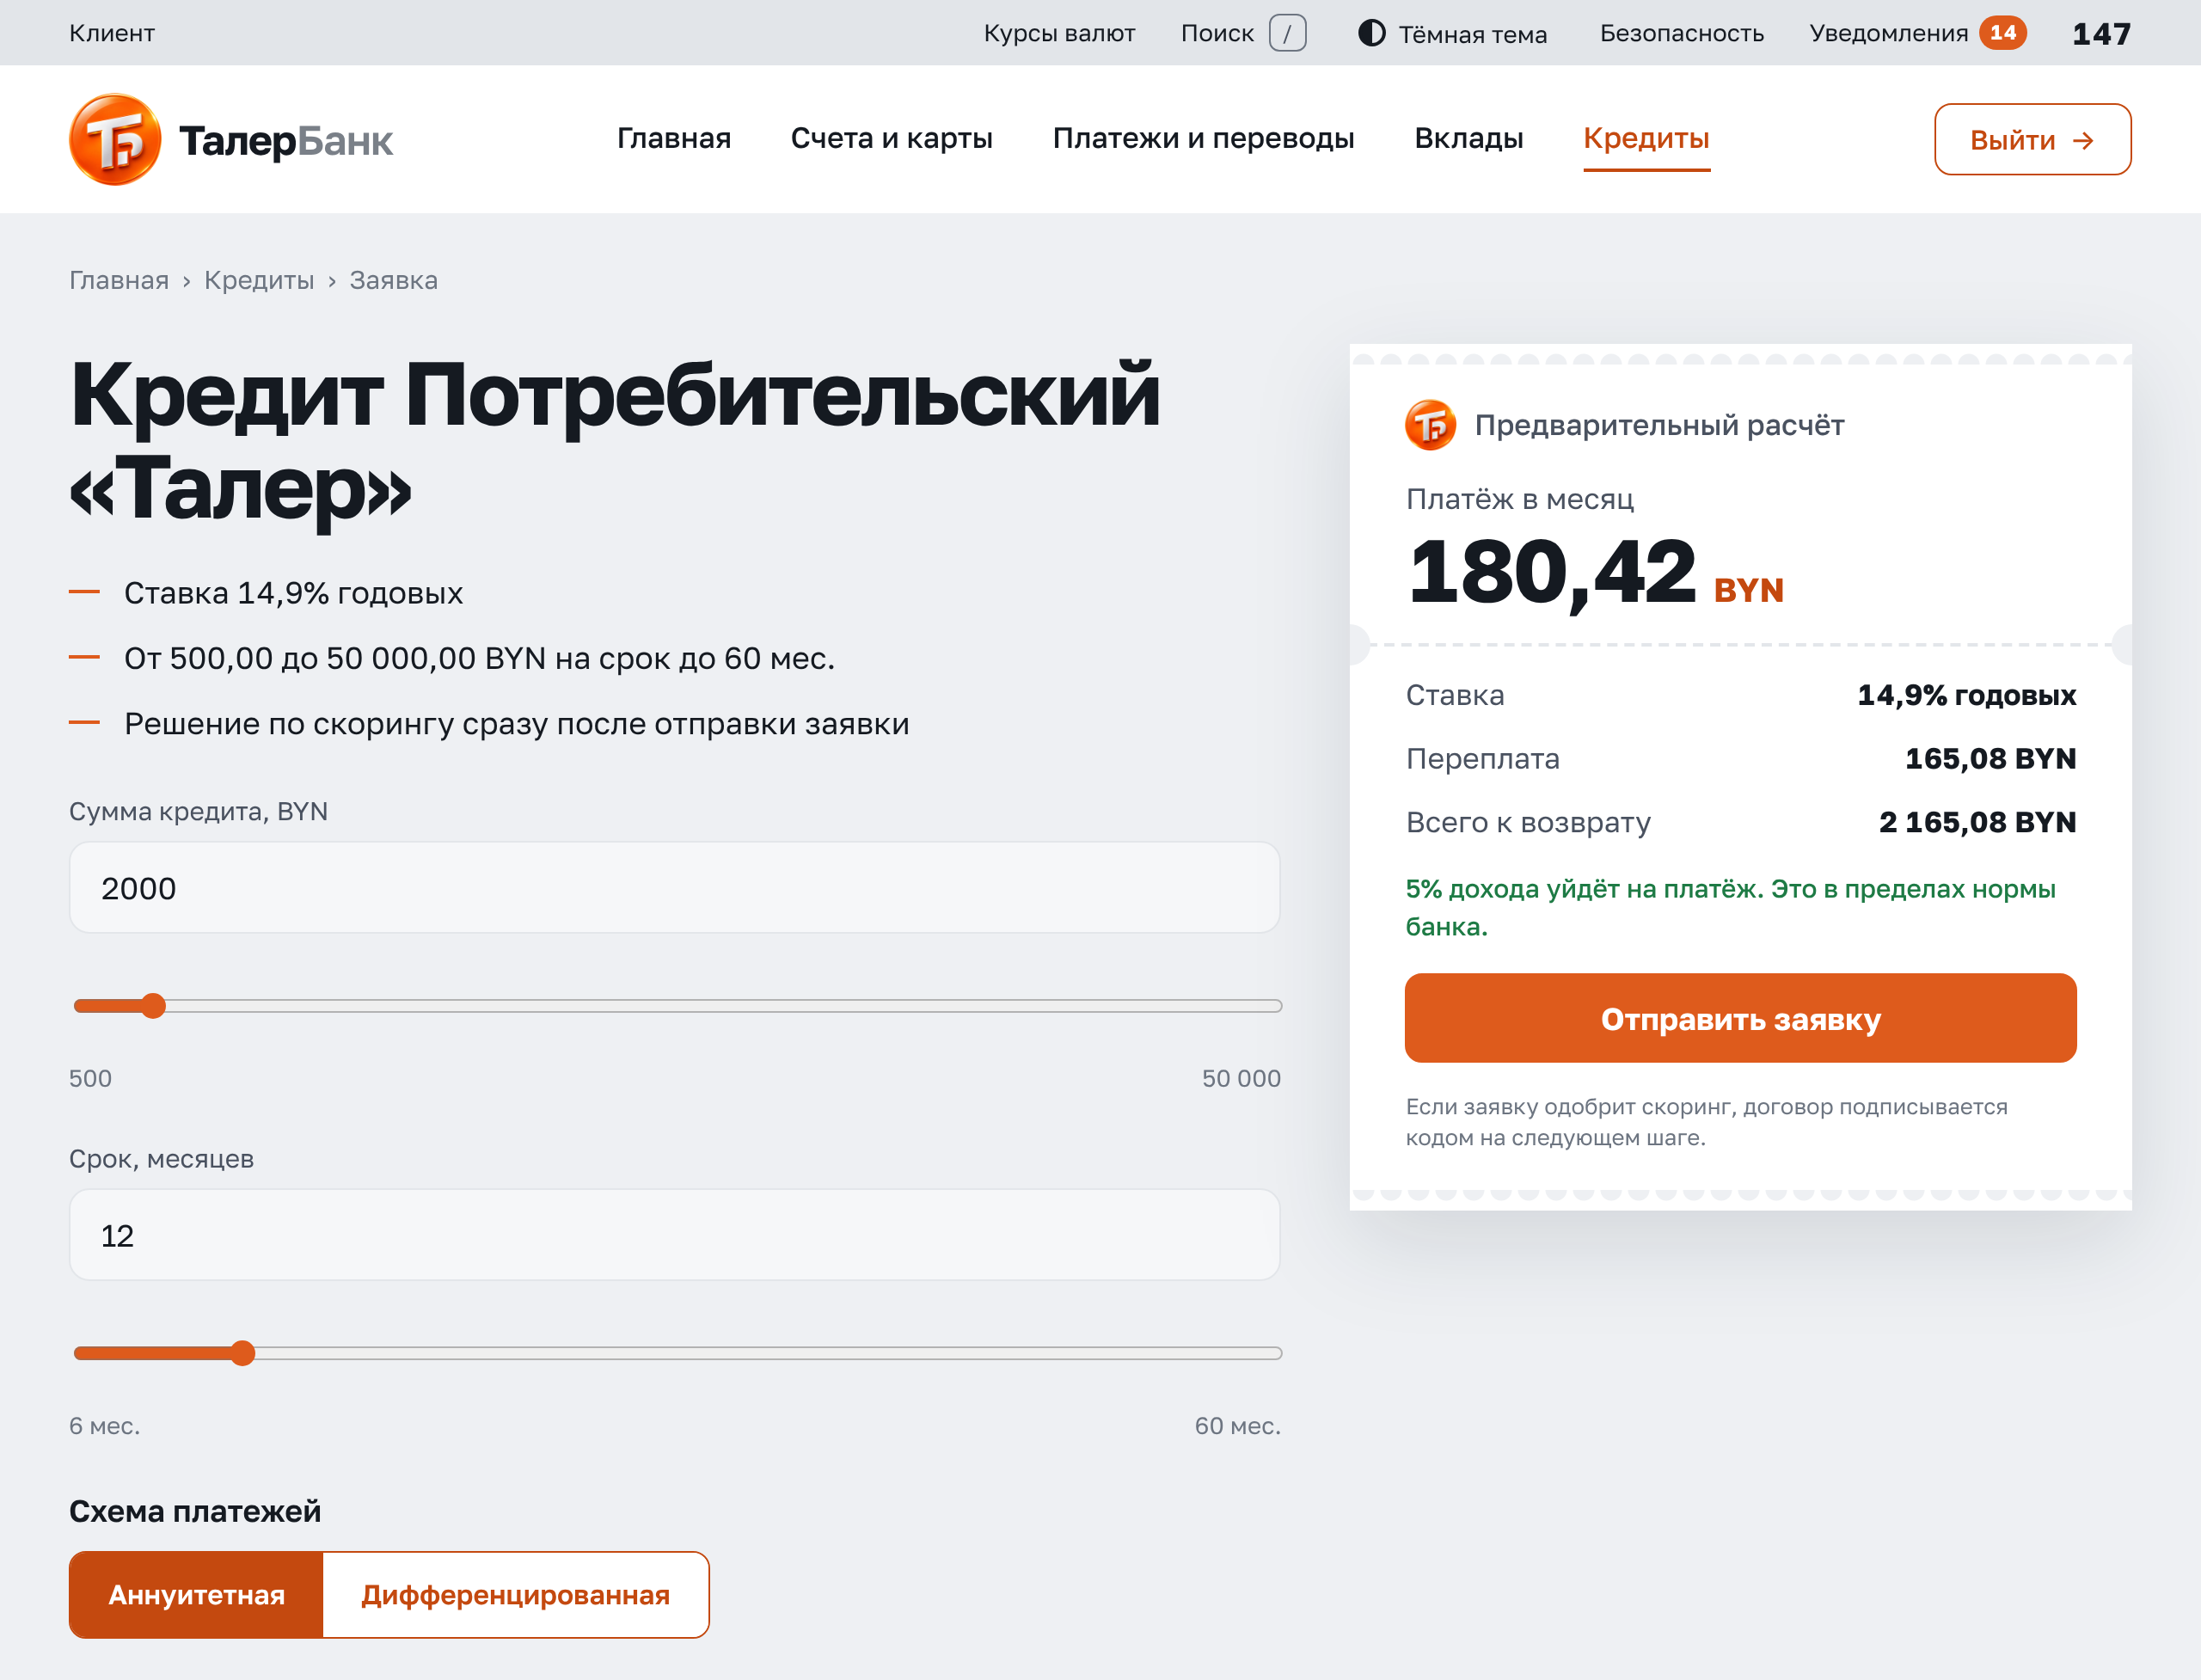 Клиент
Курсы валют
Поиск /
Тёмная тема
Безопасность
Уведомления 14
147
ТалерБанк
Главная
Счета и карты
Платежи и переводы
Вклады
Кредиты
Выйти →
Главная › Кредиты › Заявка
Кредит Потребительский
«Талер»
— Ставка 14,9% годовых
— От 500,00 до 50 000,00 BYN на срок до 60 мес.
— Решение по скорингу сразу после отправки заявки
Сумма кредита, BYN
2000
500
50 000
Срок, месяцев
12
6 мес.
60 мес.
Схема платежей
Аннуитетная
Дифференцированная
ТР Предварительный расчёт
Платёж в месяц
180,42 BYN
Ставка 14,9% годовых
Переплата 165,08 BYN
Всего к возврату 2 165,08 BYN
5% дохода уйдёт на платёж. Это в пределах нормы
банка.
Отправить заявку
Если заявку одобрит скоринг, договор подписывается
кодом на следующем шаге.